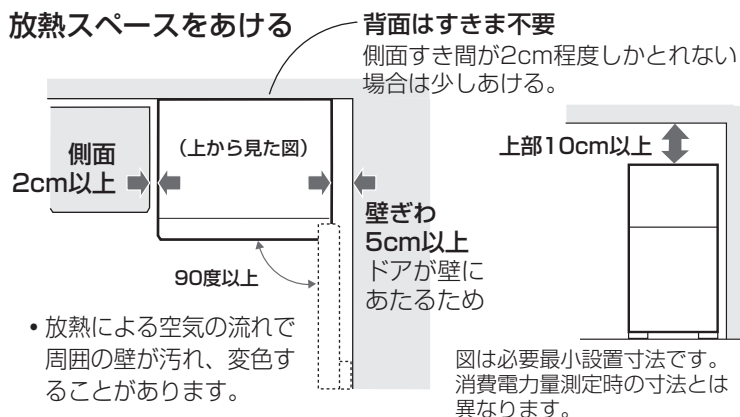 放熱スペースをあける
背面はすきま不要
側面すき間が2cm程度しかとれない
場合は少しあける。
側面
2cm以上
(上から見た図)
壁ぎわ
5cm以上
ドアが壁に
あたるため
90度以上
•放熱による空気の流れで
周囲の壁が汚れ、変色す
ることがあります。
上部10cm以上
図は必要最小設置寸法です。
消費電力量測定時の寸法とは
異なります。